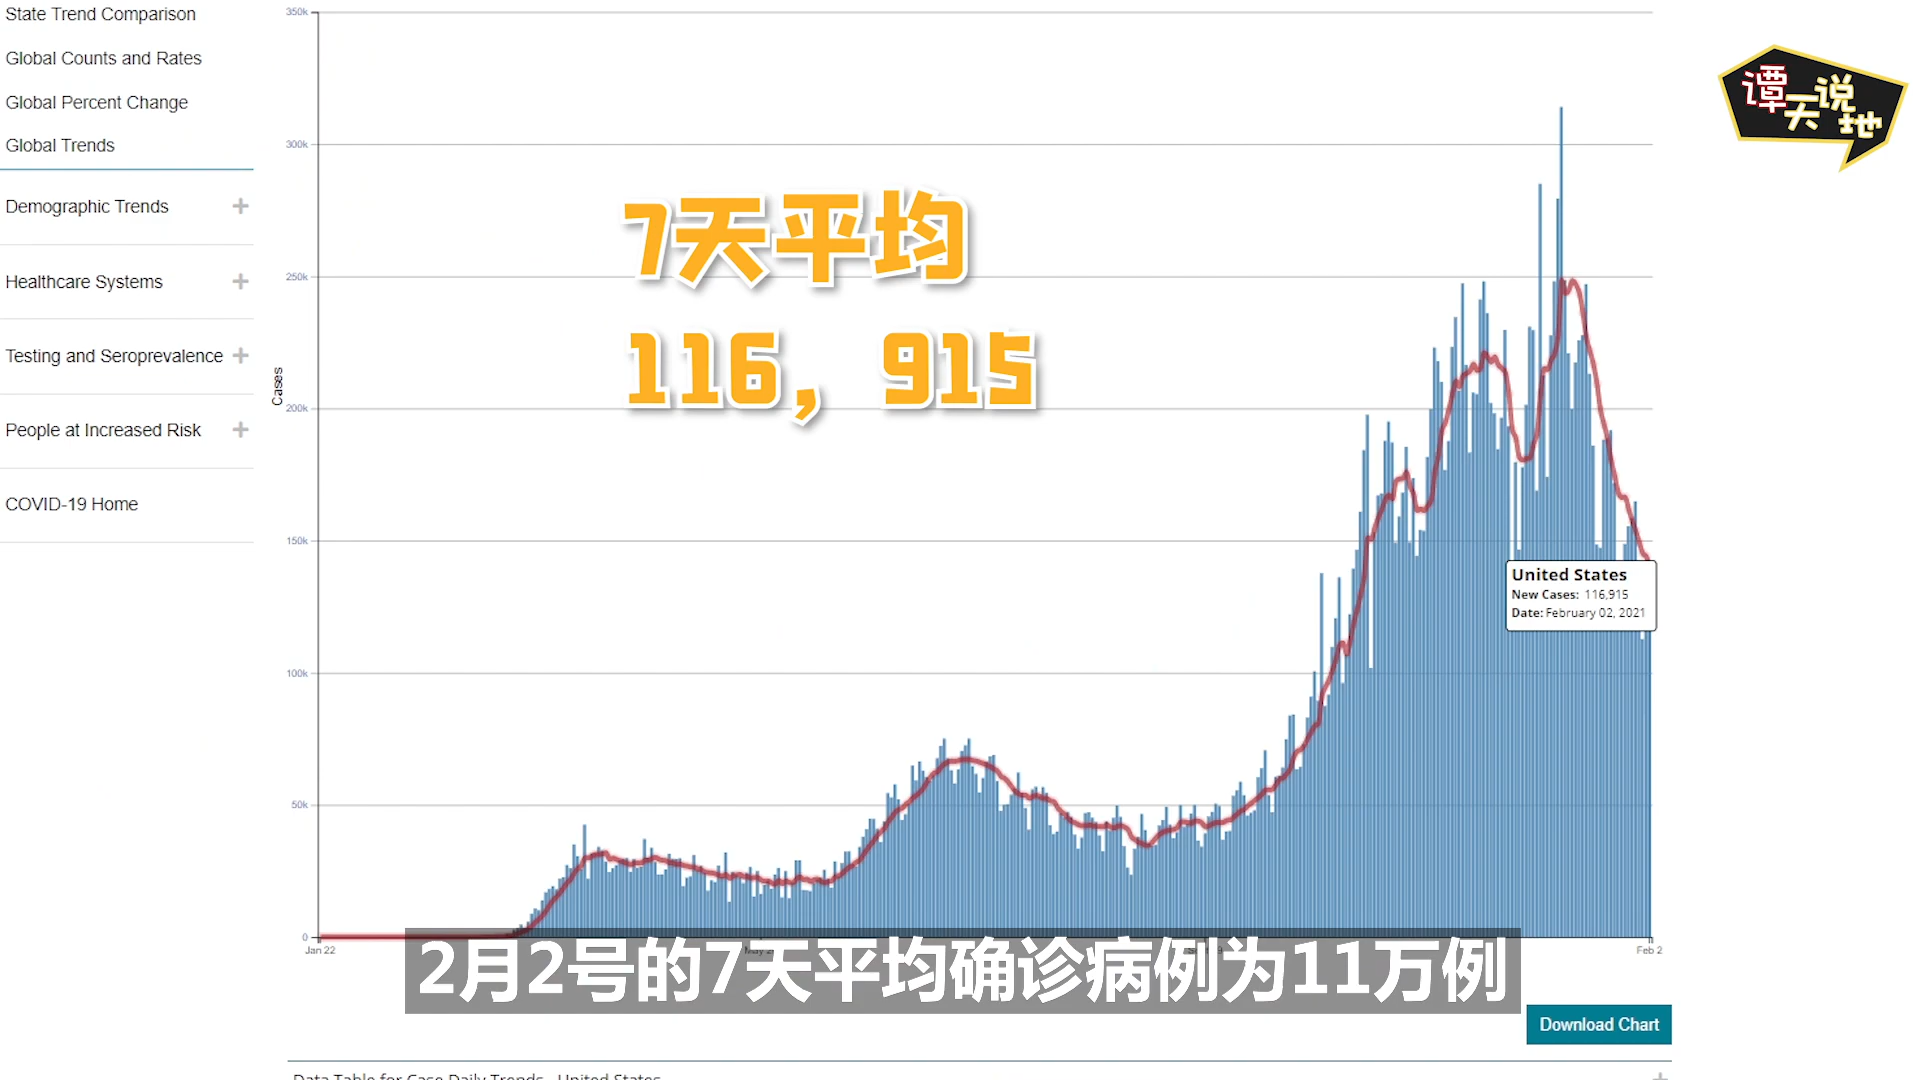 State Trend Comparison
Global Counts and Rates
Global Percent Change
Global Trends
Demographic Trends
Healthcare Systems
Testing and Seroprevalence
People at Increased Risk
COVID-19 Home
谭天说地
7天平均
116，915
Cases
350k
300k
250k
200k
150k
100k
50k
0
United States
New Cases: 116,915
Date: February 02, 2021
Jan 22
Feb 2
2月2号的7天平均确诊病例为11万例
Download Chart
Data Table for Case Daily Trends - United States